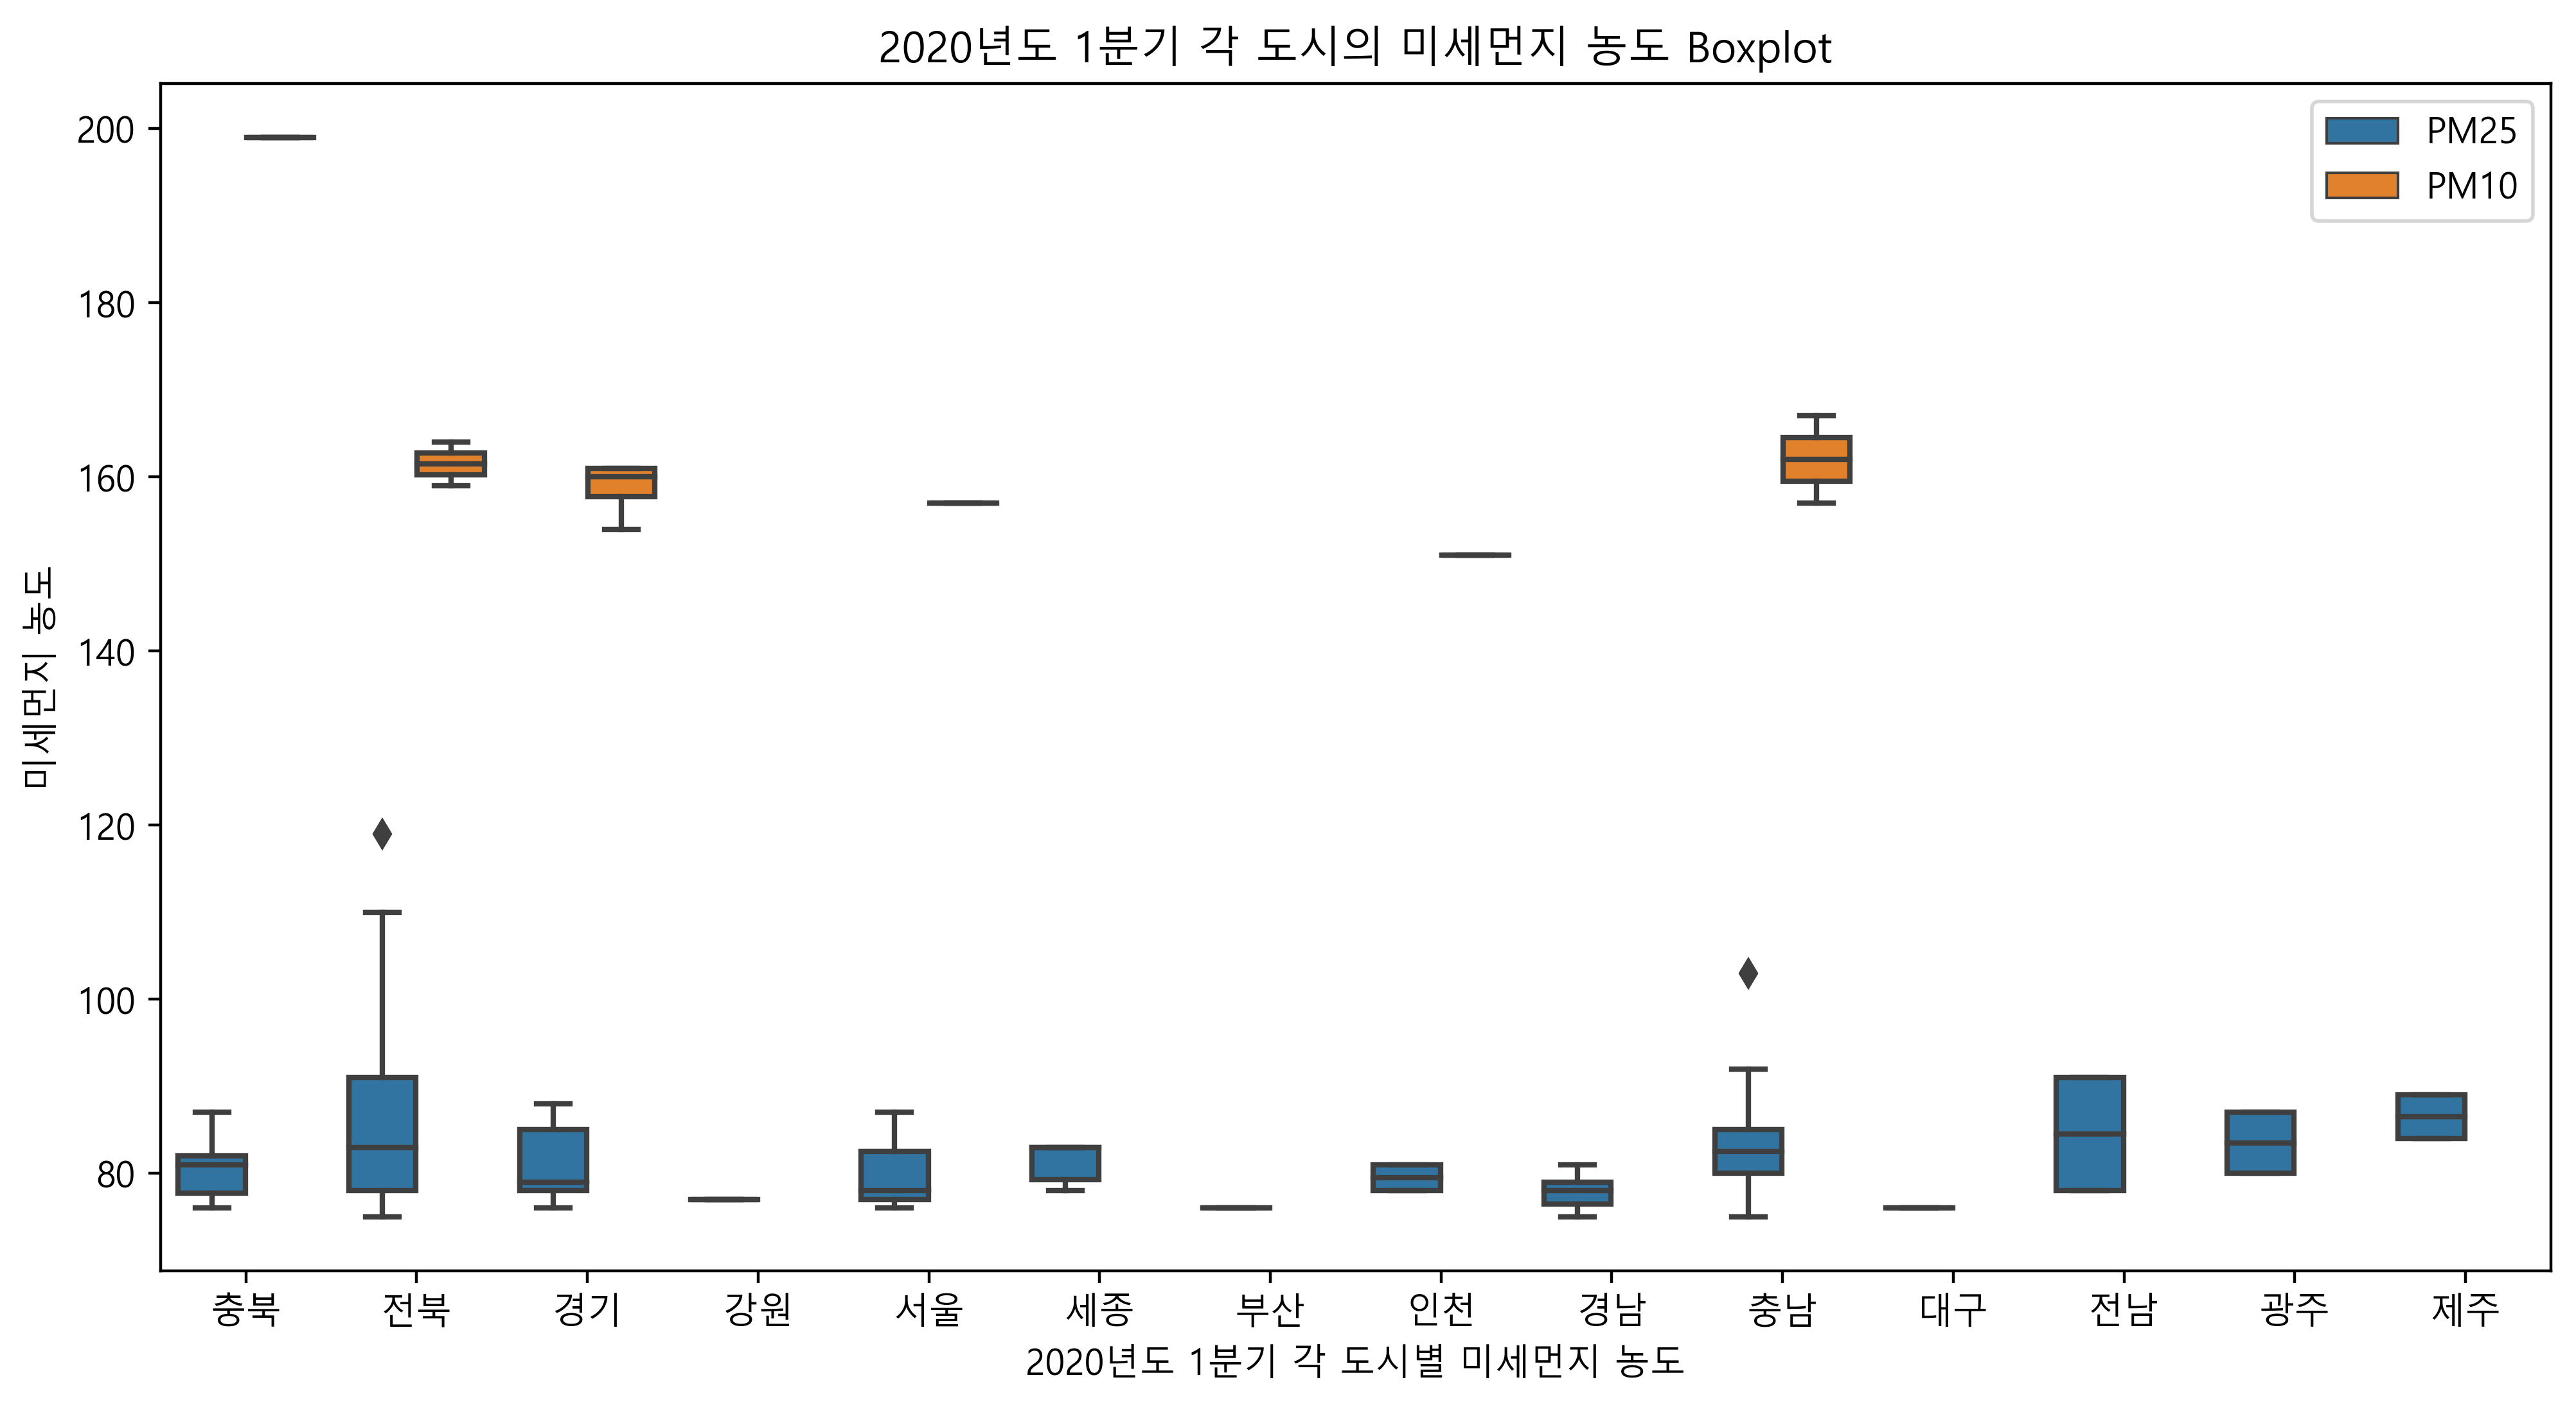 2020년도 1분기 각 도시의 미세먼지 농도 Boxplot
PM25
PM10
미세먼지 농도
200
180
160
140
120
100
80
충북 전북 경기 강원 서울 세종 부산 인천 경남 충남 대구 전남 광주 제주
2020년도 1분기 각 도시별 미세먼지 농도